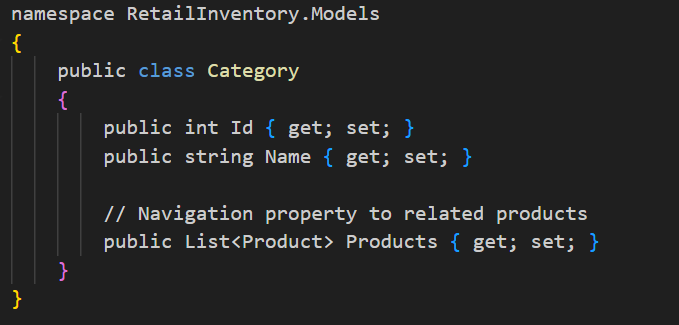 namespace RetailInventory.Models
{
    public class Category
    {
        public int Id { get; set; }
        public string Name { get; set; }

        // Navigation property to related products
        public List<Product> Products { get; set; }
    }
}